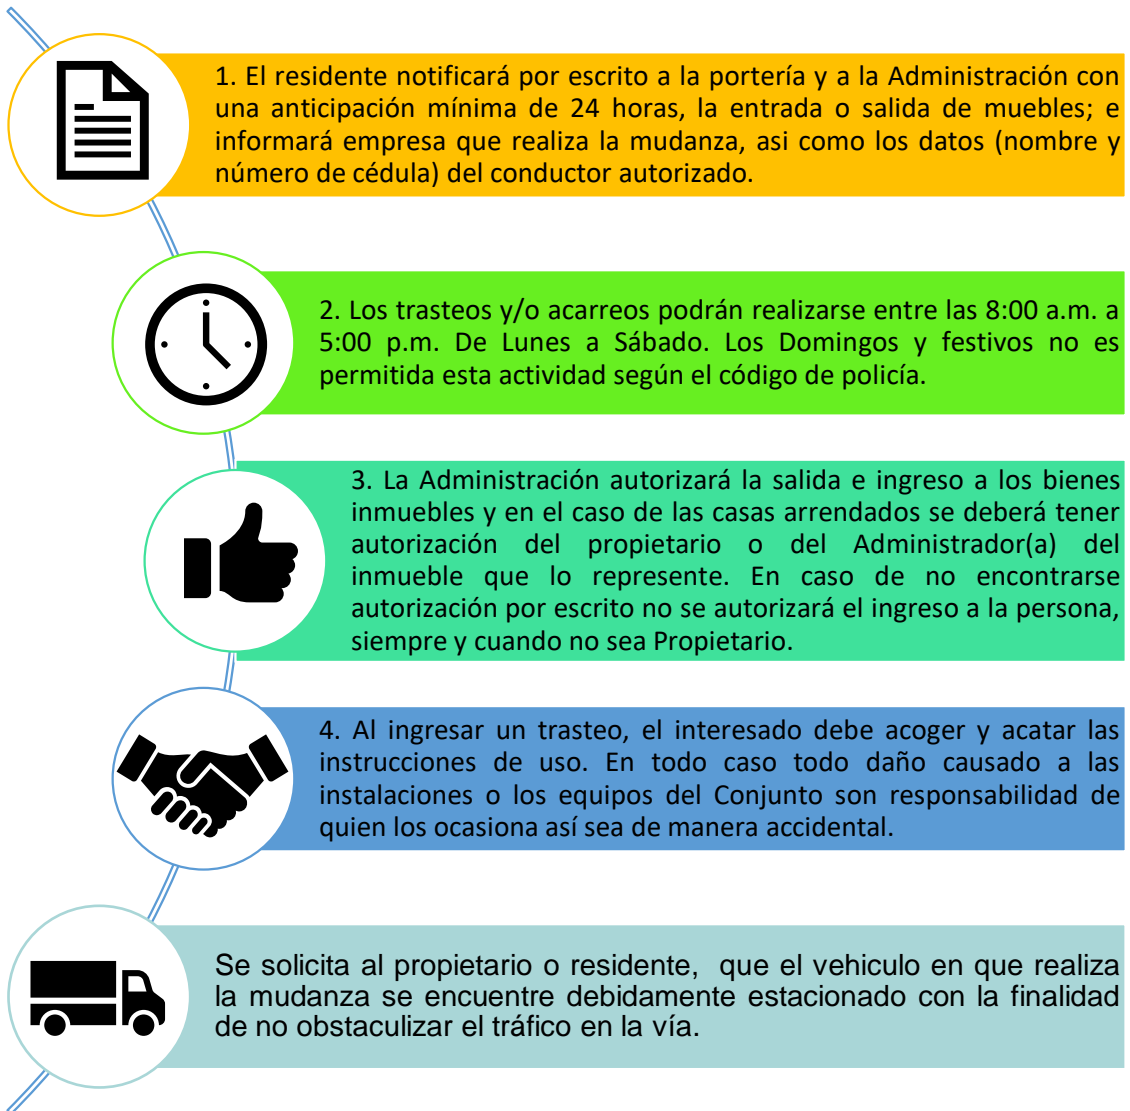 1. El residente notificará por escrito a la portería y a la Administración con
una anticipación mínima de 24 horas, la entrada o salida de muebles; e
informará empresa que realiza la mudanza, asi como los datos (nombre y
número de cédula) del conductor autorizado.
2. Los trasteos y/o acarreos podrán realizarse entre las 8:00 a.m. a
5:00 p.m. De Lunes a Sábado. Los Domingos y festivos no es
permitida esta actividad según el código de policía.
3. La Administración autorizará la salida e ingreso a los bienes
inmuebles y en el caso de las casas arrendados se deberá tener
autorización del propietario o del Administrador(a) del
inmueble que lo represente. En caso de no encontrarse
autorización por escrito no se autorizará el ingreso a la persona,
siempre y cuando no sea Propietario.
4. Al ingresar un trasteo, el interesado debe acoger y acatar las
instrucciones de uso. En todo caso todo daño causado a las
instalaciones o los equipos del Conjunto son responsabilidad de
quien los ocasiona así sea de manera accidental.
Se solicita al propietario o residente, que el vehiculo en que realiza
la mudanza se encuentre debidamente estacionado con la finalidad
de no obstaculizar el tráfico en la vía.